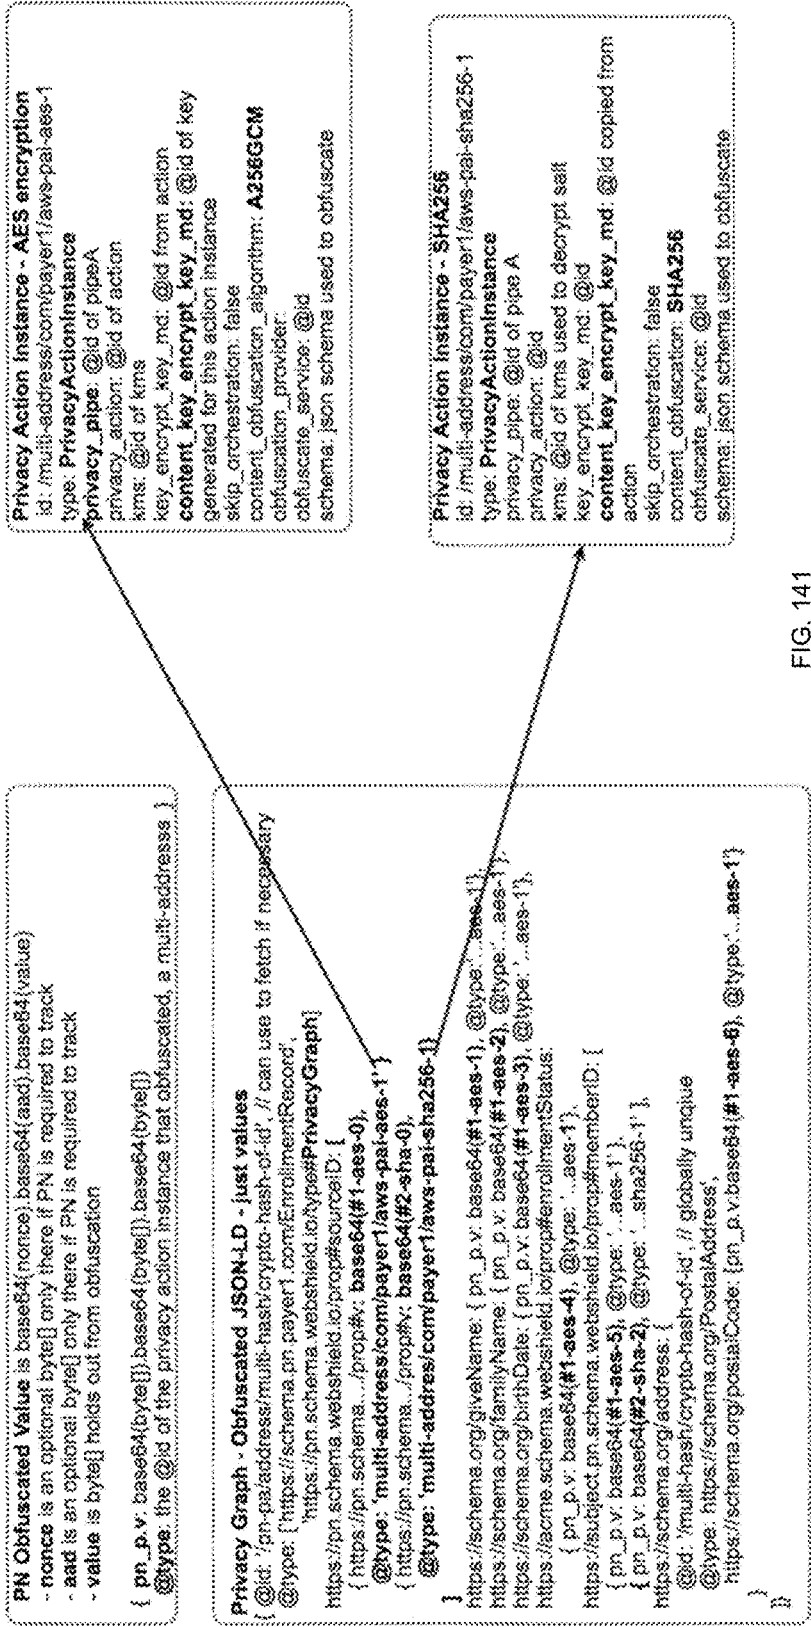 PN Obfuscated Value is base64(nonce).base64(aad).base64(value)
- nonce is an optional byte[] only there if PN is required to track
- aad is an optional byte[] only there if PN is required to track
- value is byte[] holds out from obfuscation
{ pn_p.v: base64(byte[]).base64(byte[]).base64(byte[])
@type: the @id of the privacy action instance that obfuscated, a multi-addresss }
Privacy Graph - Obfuscated JSON-LD - just values
{ @id: '/pn-pa/address/multi-hash/crypto-hash-of-id', // can use to fetch if necessary
@type: ['https://schema.pn.payer1.com/EnrollmentRecord',
'https://pn.schema.webshield.io/type#PrivacyGraph]
https://pn.schema.webshield.io/prop#sourceID: [
{ https://pn.schema.../prop#v: base64(#1-aes-0),
@type: 'multi-address/com/payer1/aws-pai-aes-1' }
{ https://pn.schema.../prop#v: base64(#2-sha-0),
@type: 'multi-addres/com/payer1/aws-pai-sha256-1}
]
https://schema.org/giveName: { pn_p.v: base64(#1-aes-1), @type:'...aes-1'},
https://schema.org/familyName: { pn_p.v: base64(#1-aes-2), @type:'...aes-1'},
https://schema.org/birthDate: { pn_p.v: base64(#1-aes-3), @type: '...aes-1'},
https://acme.schema.webshield.io/prop#enrollmentStatus:
{ pn_p.v: base64(#1-aes-4), @type: '...aes-1'},
https://subject.pn.schema.webshield.io/prop#memberID: [
{ pn_p.v: base64(#1-aes-5), @type: '...aes-1' },
{ pn_p.v: base64(#2-sha-2), @type: '...sha256-1' ],
https://schema.org/address: {
@id: '/multi-hash/crypto-hash-of-id', // globally unqiue
@type: https://schema.org/PostalAddress',
https://schema.org/postalCode: {pn_p.v:base64(#1-aes-6), @type:'...aes-1'}
}
}}
Privacy Action Instance - AES encryption
id: /multi-address/com/payer1/aws-pai-aes-1
type: PrivacyActionInstance
privacy_pipe: @id of pipeA
privacy_action: @id of action
kms: @id of kms
key_encrypt_key_md: @id from action
content_key_encrypt_key_md: @id of key
generated for this action instance
skip_orchestration: false
content_obfuscation_algorithm: A256GCM
obfuscation_provider:
obfuscate_service: @id
schema: json schema used to obfuscate
Privacy Action Instance - SHA256
id: /multi-address/com/payer1/aws-pai-sha256-1
type: PrivacyActionInstance
privacy_pipe: @id of pipe A
privacy_action: @id
kms: @id of kms used to decrypt salt
key_encrypt_key_md: @id
content_key_encrypt_key_md: @id copied from
action
skip_orchestration: false
content_obfuscation: SHA256
obfuscate_service: @id
schema: json schema used to obfuscate
FIG. 141